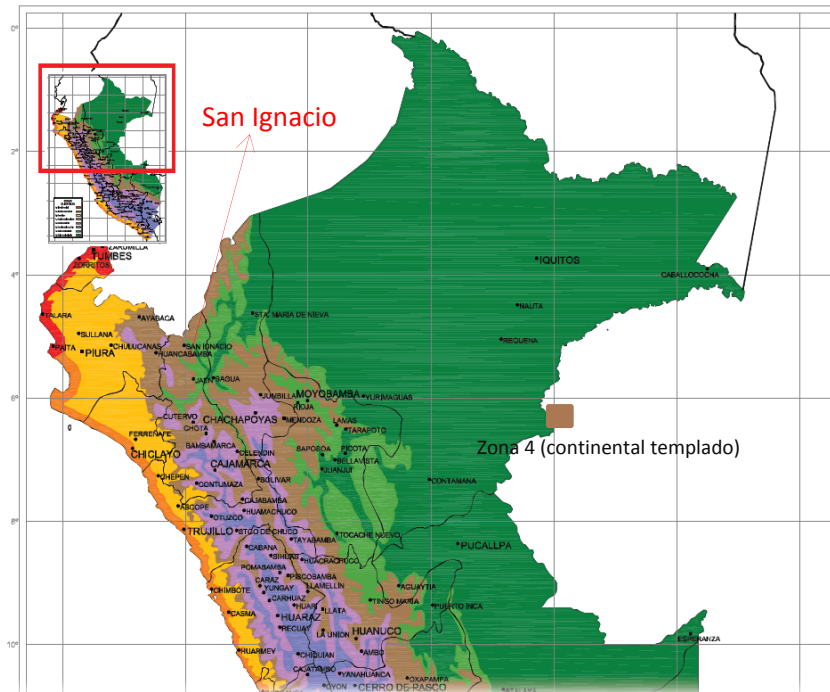 0°
San Ignacio
2°
ZARUMILLA
TUMBES
ZORRITOS
4°
IQUITOS
CABALLOCOCHA
NAUTA
TALARA
AYABACA
STA. MARIA DE NIEVA
SULLANA
REQUENA
PAITA
PIURA
CHULUCANAS
SAN IGNACIO
HUANCABAMBA
JAEN
BAGUA
6°
JUMBILLA
MOYOBAMBA
YURIMAGUAS
RIOJA
CUTERVO
CHACHAPOYAS
MENDOZA
LAMAS
CHOTA
TARAPOTO
FERREÑAFE
BAMBAMARCA
Zona 4 (continental templado)
CHICLAYO
CELENDIN
SAPOSOA
PICOTA
CAJAMARCA
BELLAVISTA
JUANJUI
CHEPEN
CONTUMAZA
BOLIVAR
CONTAMANA
CAJABAMBA
ASCOPE
HUAMACHUCO
8°
OTUZCO
TRUJILLO
STGO DE CHUCO
TAYABAMBA
TOCACHE NUEVO
CABANA
PUCALLPA
SIHUAS
HUACRACHUCO
POMABAMBA
PISCOBAMBA
CARAZ
CHIMBOTE
YUNGAY
LLAMELLIN
AGUAYTIA
CARHUAZ
HUARI
TINGO MARIA
PUERTO INCA
CASMA
HUARAZ
LLATA
RECUAY
LA UNION
HUANUCO
ESPERANZA
10°
HUARMEY
CHIQUIAN
AMBO
CAJATAMBO
YANAHUANCA
OXAPAMPA
OYON
CERRO DE PASCO
ATALAYA